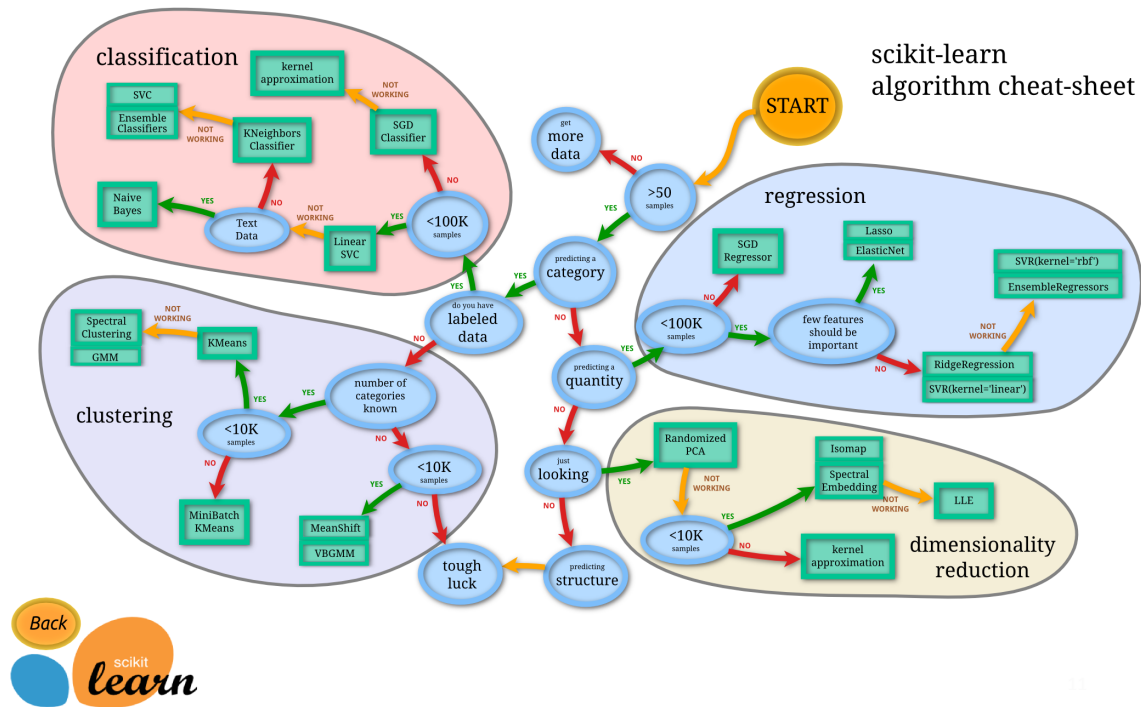 scikit-learn
algorithm cheat-sheet
START
get
more
data
NO
>50
samples
YES
predicting a
category
YES
NO
do you have
labeled
data
YES
NO
predicting a
quantity
YES
NO
just
looking
YES
NO
predicting
structure
tough
luck
classification
kernel
approximation
NOT
WORKING
SGD
Classifier
NO
<100K
samples
YES
Linear
SVC
NOT
WORKING
Text
Data
YES
Naive
Bayes
NO
KNeighbors
Classifier
NOT
WORKING
SVC
Ensemble
Classifiers
clustering
number of
categories
known
YES
NO
<10K
samples
YES
KMeans
NOT
WORKING
Spectral
Clustering
GMM
NO
MiniBatch
KMeans
<10K
samples
YES
MeanShift
VBGMM
NO
regression
<100K
samples
NO
SGD
Regressor
YES
few features
should be
important
YES
Lasso
ElasticNet
NO
RidgeRegression
SVR(kernel='linear')
NOT
WORKING
SVR(kernel='rbf')
EnsembleRegressors
dimensionality
reduction
Randomized
PCA
NOT
WORKING
<10K
samples
YES
Isomap
Spectral
Embedding
NOT
WORKING
LLE
NO
kernel
approximation
Back
scikit
learn